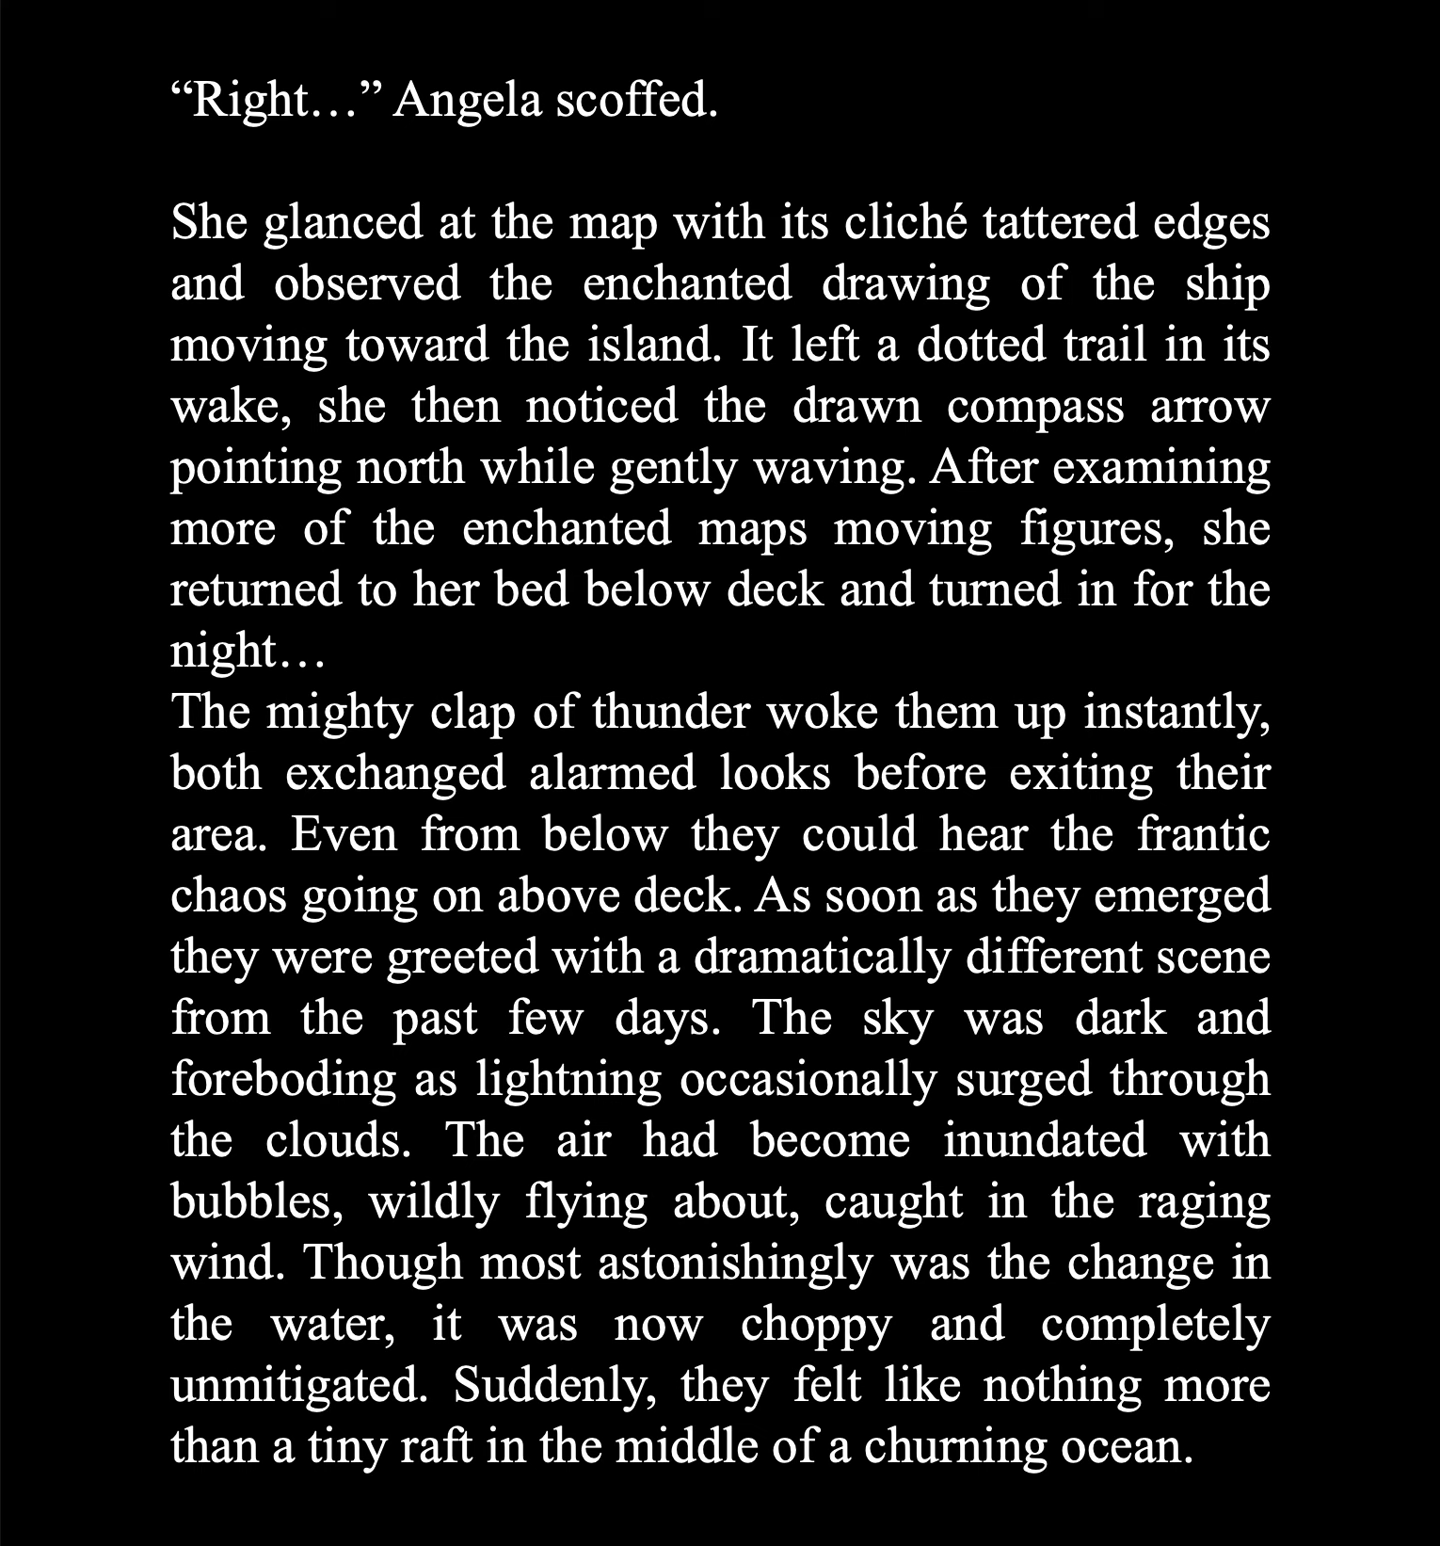 “Right…” Angela scoffed.
She glanced at the map with its cliché tattered edges
and observed the enchanted drawing of the ship
moving toward the island. It left a dotted trail in its
wake, she then noticed the drawn compass arrow
pointing north while gently waving. After examining
more of the enchanted maps moving figures, she
returned to her bed below deck and turned in for the
night…
The mighty clap of thunder woke them up instantly,
both exchanged alarmed looks before exiting their
area. Even from below they could hear the frantic
chaos going on above deck. As soon as they emerged
they were greeted with a dramatically different scene
from the past few days. The sky was dark and
foreboding as lightning occasionally surged through
the clouds. The air had become inundated with
bubbles, wildly flying about, caught in the raging
wind. Though most astonishingly was the change in
the water, it was now choppy and completely
unmitigated. Suddenly, they felt like nothing more
than a tiny raft in the middle of a churning ocean.